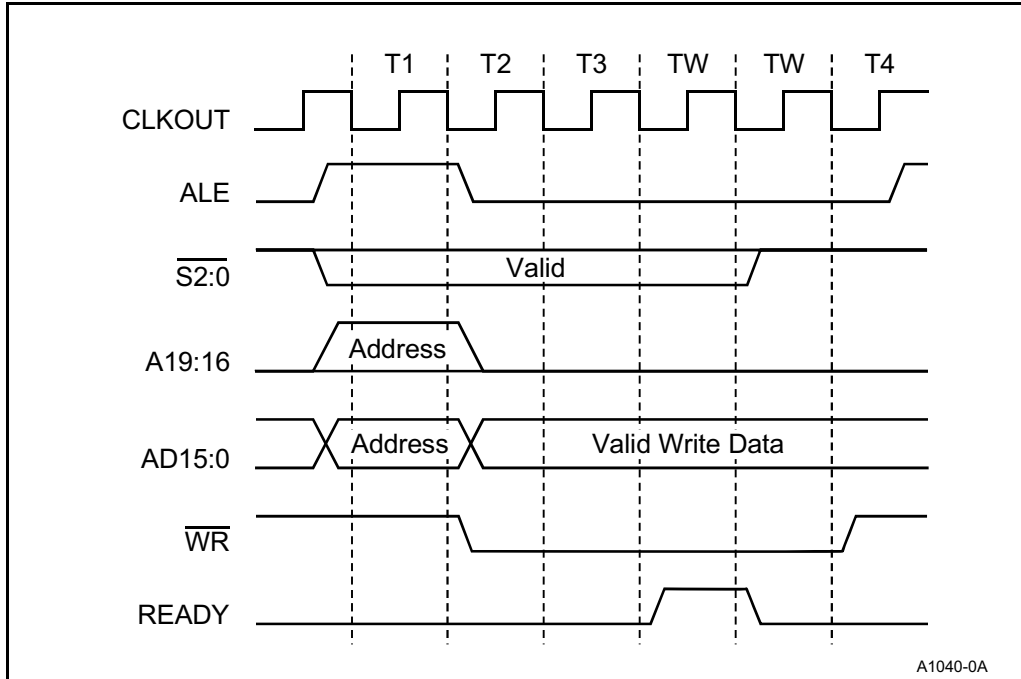 T1 T2 T3 TW TW T4
CLKOUT
ALE
S2:0
Valid
A19:16
Address
AD15:0
Address
Valid Write Data
WR
READY
A1040-0A